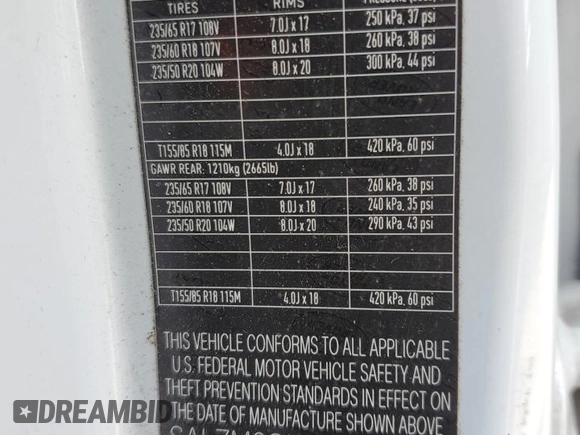 TIRES RIMS
235/65 R17 108V 7.0J x 17 250 kPa, 37 psi
235/60 R18 107V 8.0J x 18 260 kPa, 38 psi
235/50 R20 104W 8.0J x 20 300 kPa, 44 psi
T155/85 R18 115M 4.0J x 18 420 kPa, 60 psi
GAWR REAR: 1210kg (2665lb)
235/65 R17 108V 7.0J x 17 260 kPa, 38 psi
235/60 R18 107V 8.0J x 18 240 kPa, 35 psi
235/50 R20 104W 8.0J x 20 290 kPa, 43 psi
T155/85 R18 115M 4.0J x 18 420 kPa, 60 psi
THIS VEHICLE CONFORMS TO ALL APPLICABLE
U.S. FEDERAL MOTOR VEHICLE SAFETY AND
THEFT PREVENTION STANDARDS IN EFFECT ON
THE DATE OF MANUFACTURE SHOWN ABOVE
DREAMBID